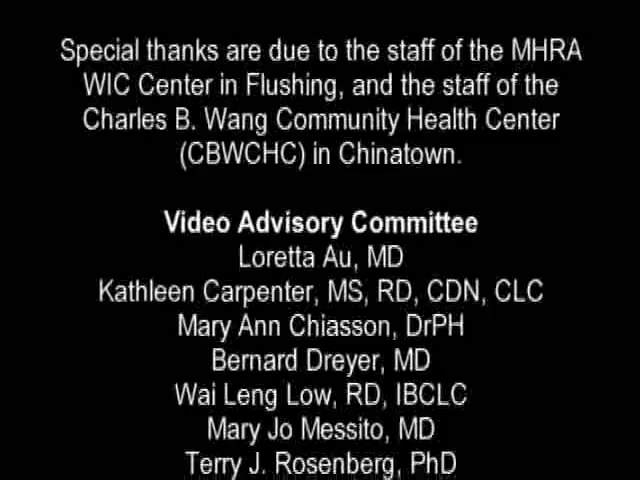 Special thanks are due to the staff of the MHRA
WIC Center in Flushing, and the staff of the
Charles B. Wang Community Health Center
(CBWCHC) in Chinatown.
Video Advisory Committee
Loretta Au, MD
Kathleen Carpenter, MS, RD, CDN, CLC
Mary Ann Chiasson, DrPH
Bernard Dreyer, MD
Wai Leng Low, RD, IBCLC
Mary Jo Messito, MD
Terry J. Rosenberg, PhD